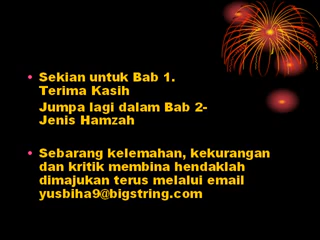 Sekian untuk Bab 1.
Terima Kasih
Jumpa lagi dalam Bab 2-
Jenis Hamzah
Sebarang kelemahan, kekurangan
dan kritik membina hendaklah
dimajukan terus melalui email
yusbiha9@bigstring.com